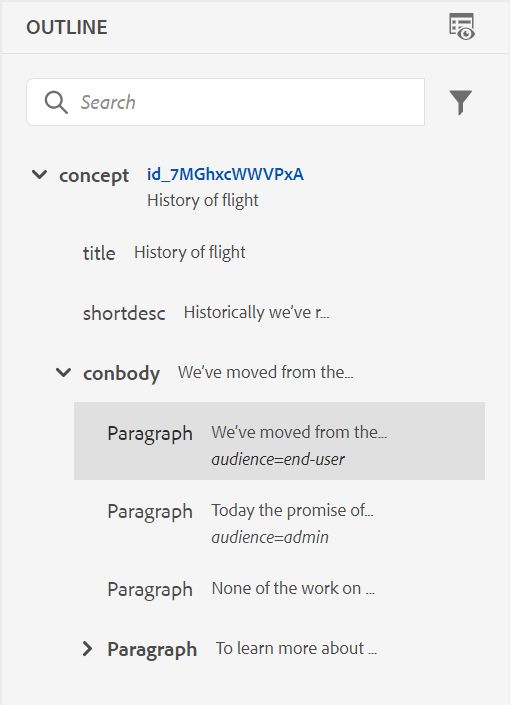 OUTLINE
Search
concept id_7MGhxcWWVPxA
History of flight
title History of flight
shortdesc Historically we’ve r...
conbody We’ve moved from the...
Paragraph We’ve moved from the...
audience=end-user
Paragraph Today the promise of...
audience=admin
Paragraph None of the work on ...
Paragraph To learn more about ...